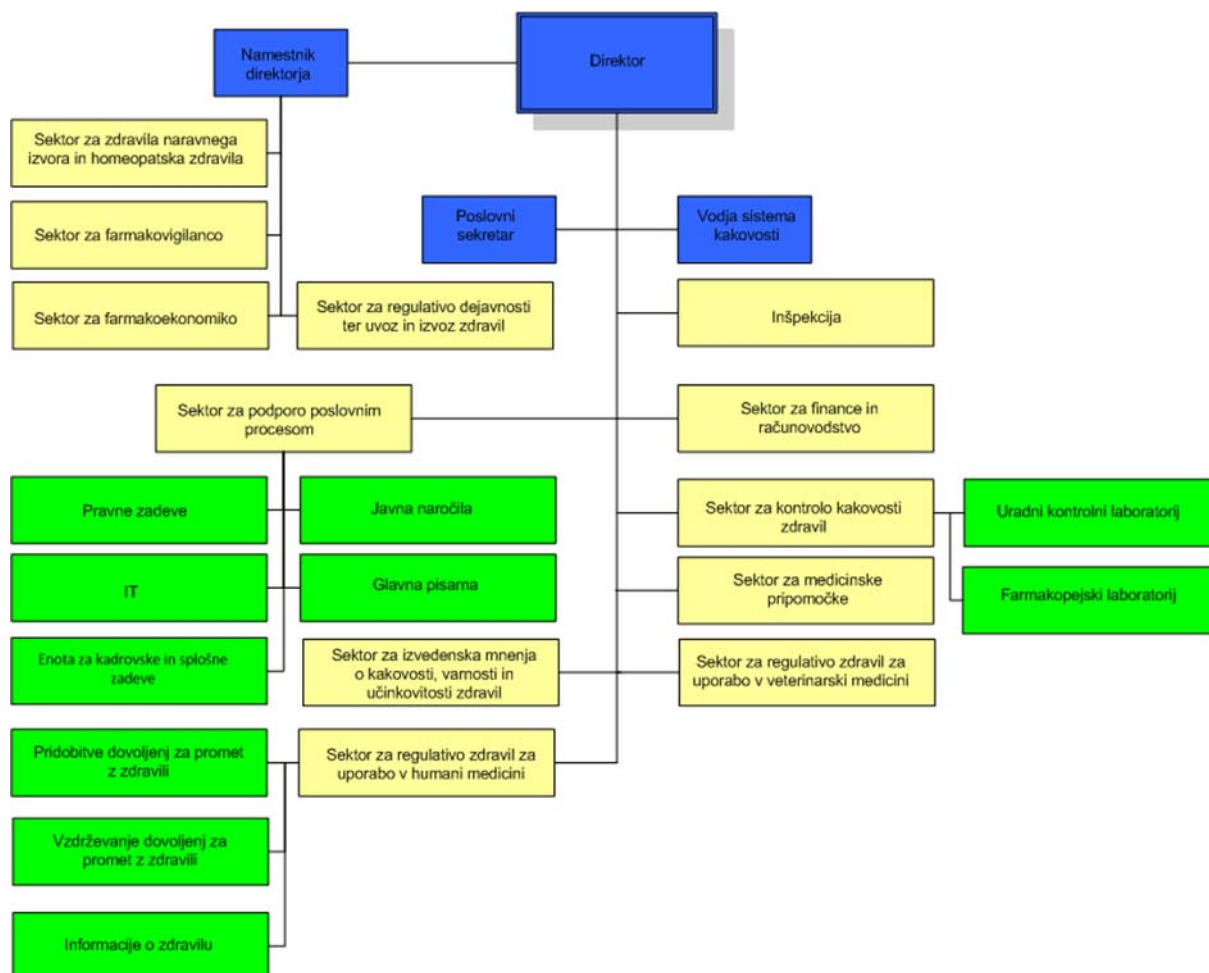 Namestnik
direktorja
Direktor
Sektor za zdravila naravnega
izvora in homeopatska zdravila
Poslovni
sekretar
Vodja sistema
kakovosti
Sektor za farmakovigilanco
Sektor za farmakoekonomiko
Sektor za regulativo dejavnosti
ter uvoz in izvoz zdravil
Inšpekcija
Sektor za podporo poslovnim
procesom
Sektor za finance in
računovodstvo
Pravne zadeve
Javna naročila
Sektor za kontrolo kakovosti
zdravil
Uradni kontrolni laboratorij
IT
Glavna pisarna
Sektor za medicinske
pripomočke
Farmakopejski laboratorij
Enota za kadrovske in splošne
zadeve
Sektor za izvedenska mnenja
o kakovosti, varnosti in
učinkovitosti zdravil
Sektor za regulativo zdravil za
uporabo v veterinarski medicini
Pridobitve dovoljenj za promet
z zdravili
Sektor za regulativo zdravil za
uporabo v humani medicini
Vzdrževanje dovoljenj za
promet z zdravili
Informacije o zdravilu